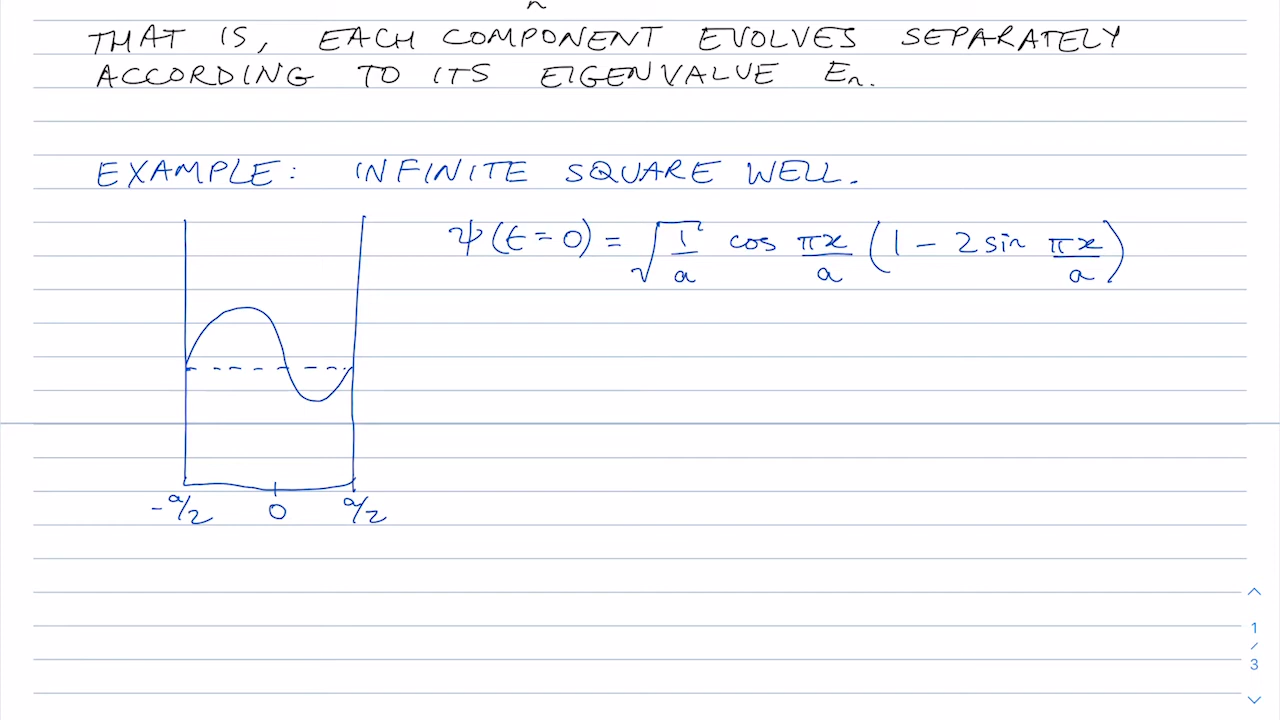 n
THAT IS, EACH COMPONENT EVOLVES SEPARATELY
ACCORDING TO ITS EIGENVALUE Eₙ.
EXAMPLE: INFINITE SQUARE WELL.
ψ(t=0) = √(1/a) cos πx/a (1 − 2 sin πx/a)
-a/2 0 a/2
1
/
3